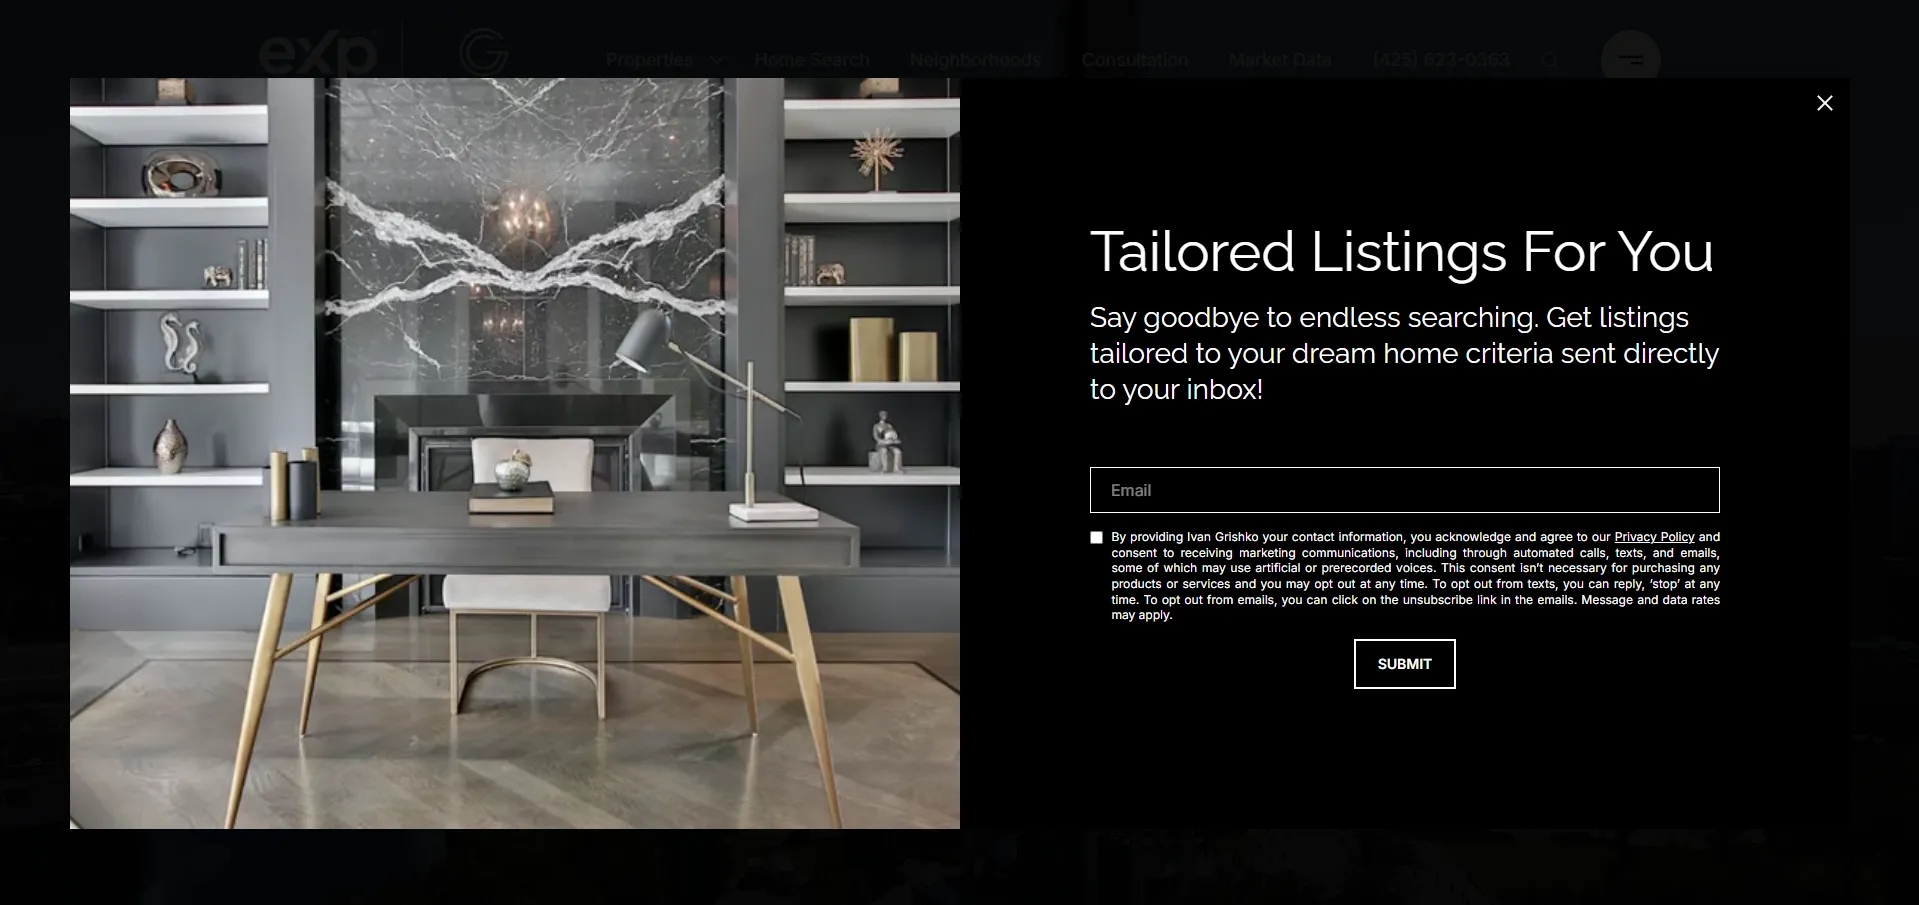 exp
Properties
Home Search
Neighborhoods
Consultation
Market Data
(425) 623-0363
Tailored Listings For You
Say goodbye to endless searching. Get listings
tailored to your dream home criteria sent directly
to your inbox!
Email
By providing Ivan Grishko your contact information, you acknowledge and agree to our Privacy Policy and
consent to receiving marketing communications, including through automated calls, texts, and emails,
some of which may use artificial or prerecorded voices. This consent isn’t necessary for purchasing any
products or services and you may opt out at any time. To opt out from texts, you can reply, ‘stop’ at any
time. To opt out from emails, you can click on the unsubscribe link in the emails. Message and data rates
may apply.
SUBMIT